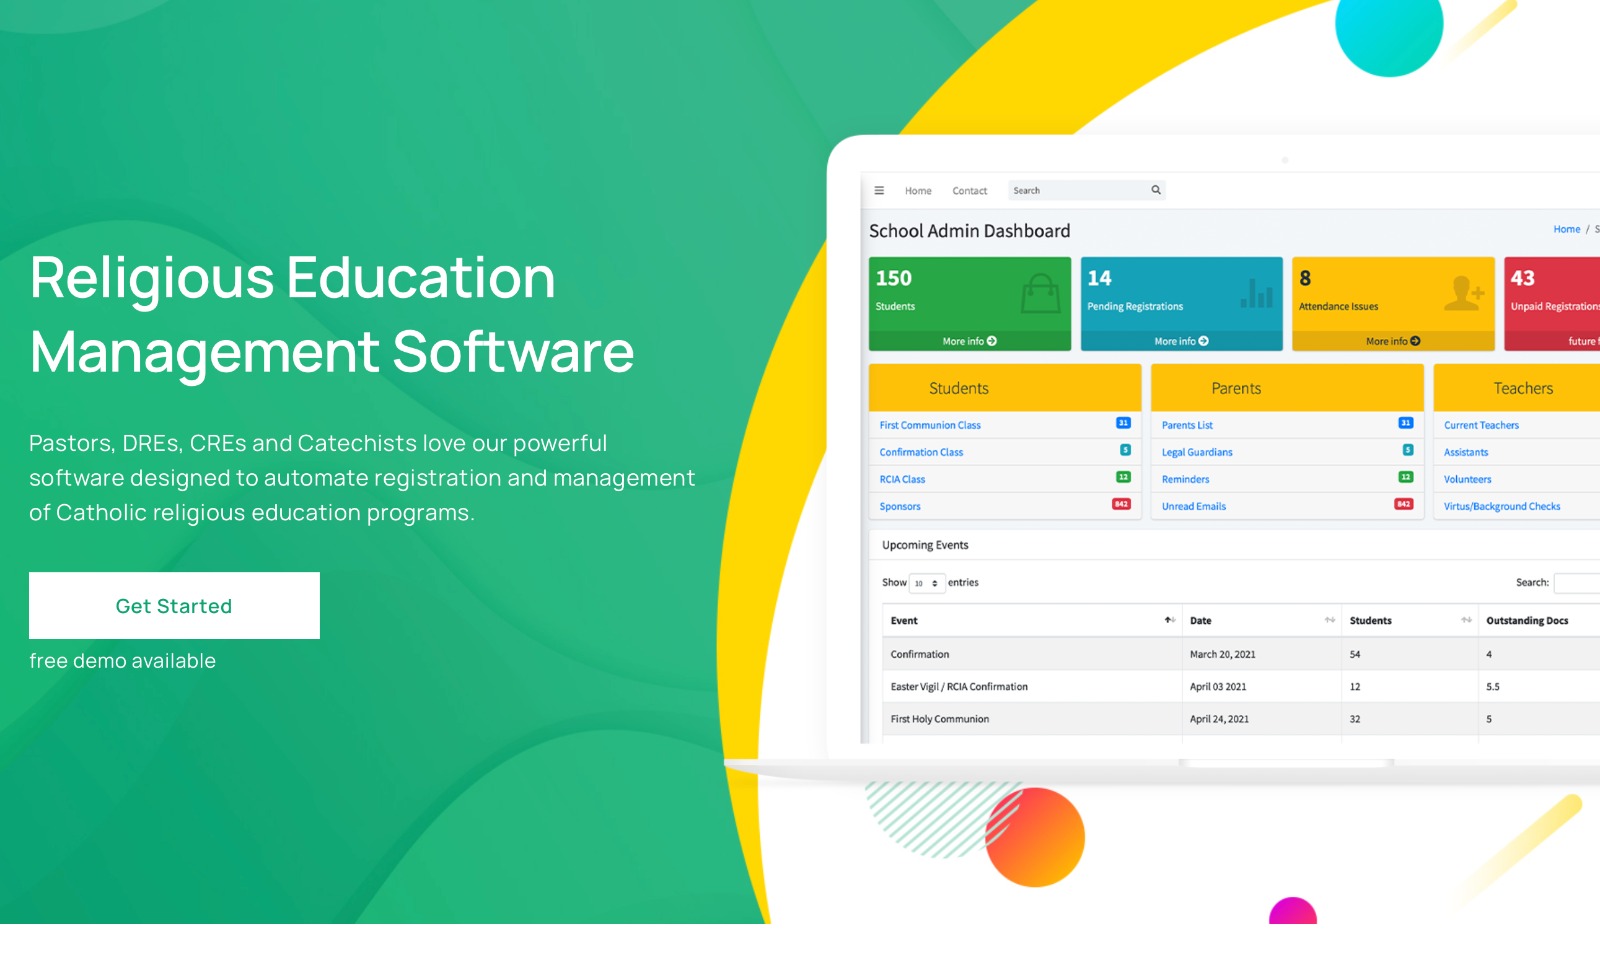 Religious Education
Management Software
Pastors, DREs, CREs and Catechists love our powerful
software designed to automate registration and management
of Catholic religious education programs.
Get Started
free demo available
Home Contact Search
School Admin Dashboard
Home / S
150
Students
More info
14
Pending Registrations
More info
8
Attendance Issues
More info
43
Unpaid Registrations
future f
Students
First Communion Class 31
Confirmation Class 5
RCIA Class 12
Sponsors 842
Parents
Parents List 31
Legal Guardians 5
Reminders 12
Unread Emails 842
Teachers
Current Teachers
Assistants
Volunteers
Virtus/Background Checks
Upcoming Events
Show 10 entries
Search:
Event Date Students Outstanding Docs
Confirmation March 20, 2021 54 4
Easter Vigil / RCIA Confirmation April 03 2021 12 5.5
First Holy Communion April 24, 2021 32 5